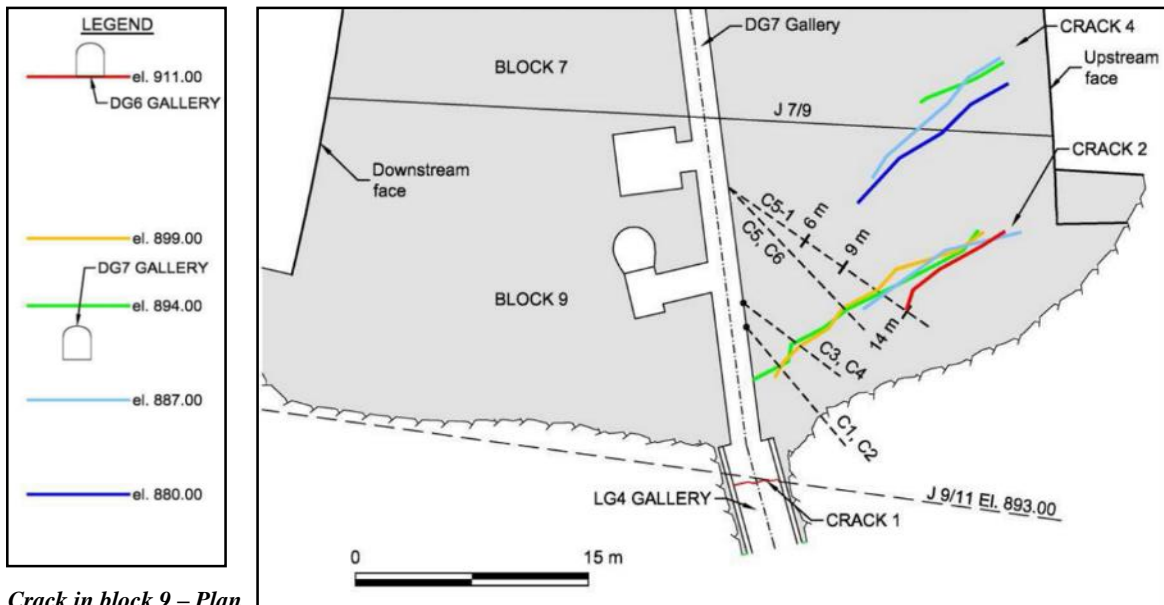 LEGEND
el. 911.00
DG6 GALLERY
el. 899.00
DG7 GALLERY
el. 894.00
el. 887.00
el. 880.00
Crack in block 9 – Plan
DG7 Gallery
CRACK 4
Upstream
face
BLOCK 7
J 7/9
CRACK 2
Downstream
face
C5-1
6 m
9 m
C5, C6
BLOCK 9
14 m
C3, C4
C1, C2
LG4 GALLERY
CRACK 1
J 9/11 El. 893.00
0
15 m